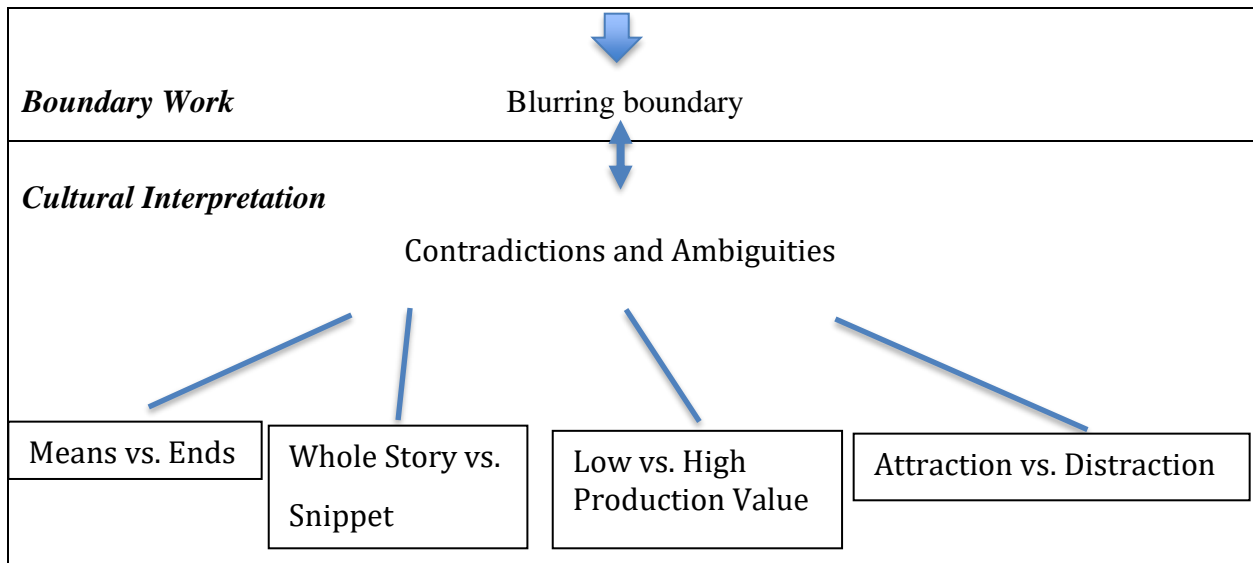 Boundary Work
Blurring boundary
Cultural Interpretation
Contradictions and Ambiguities
Means vs. Ends
Whole Story vs.
Snippet
Low vs. High
Production Value
Attraction vs. Distraction